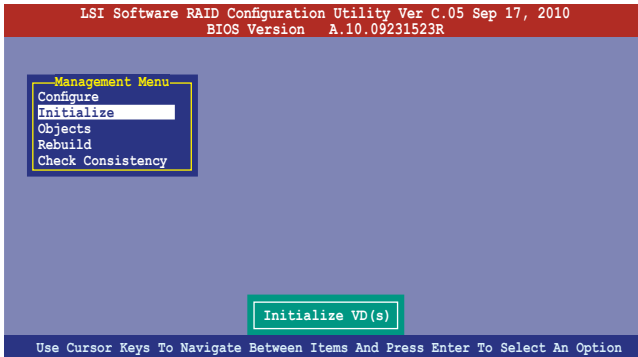 LSI Software RAID Configuration Utility Ver C.05 Sep 17, 2010
BIOS Version A.10.09231523R
Management Menu
Configure
Initialize
Objects
Rebuild
Check Consistency
Initialize VD(s)
Use Cursor Keys To Navigate Between Items And Press Enter To Select An Option